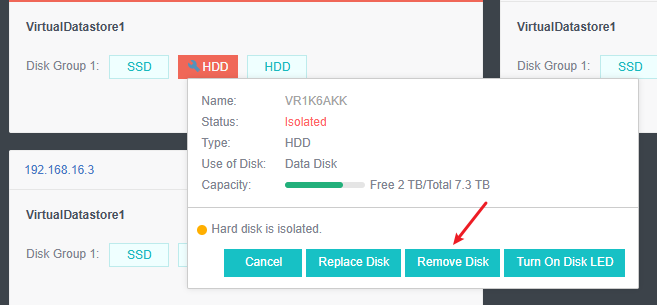 VirtualDatastore1
Disk Group 1: SSD HDD HDD
VirtualDatastore1
Disk Group 1: SSD
Name: VR1K6AKK
Status: Isolated
Type: HDD
Use of Disk: Data Disk
Capacity: Free 2 TB/Total 7.3 TB
Hard disk is isolated.
Cancel Replace Disk Remove Disk Turn On Disk LED
192.168.16.3
VirtualDatastore1
Disk Group 1: SSD